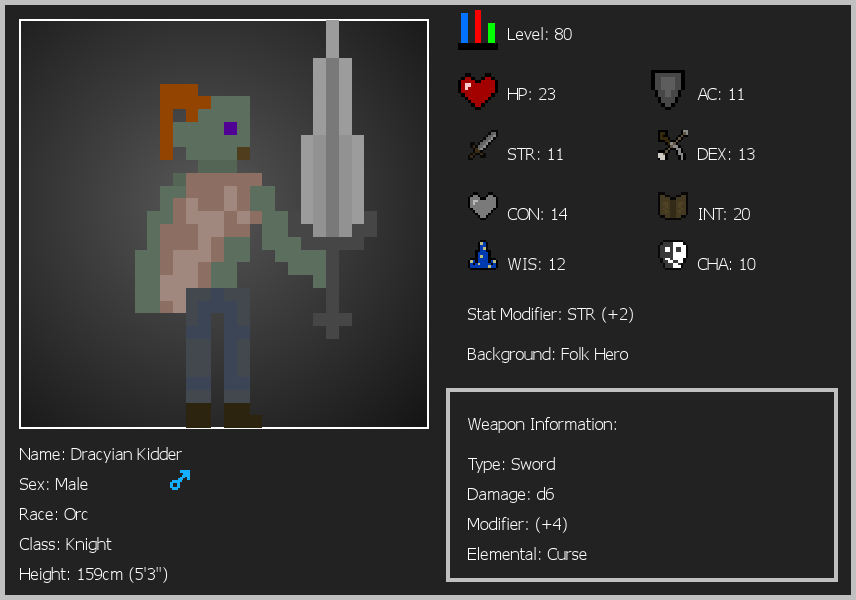 Level: 80
HP: 23
AC: 11
STR: 11
DEX: 13
CON: 14
INT: 20
WIS: 12
CHA: 10
Stat Modifier: STR (+2)
Background: Folk Hero
Weapon Information:
Type: Sword
Damage: d6
Modifier: (+4)
Elemental: Curse
Name: Dracyian Kidder
Sex: Male
Race: Orc
Class: Knight
Height: 159cm (5'3")